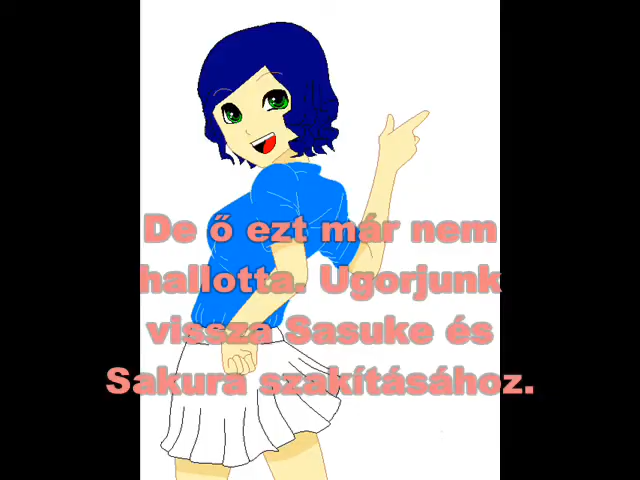 De ő ezt már nem
hallotta. Ugorjunk
vissza Sasuke és
Sakura szakításához.